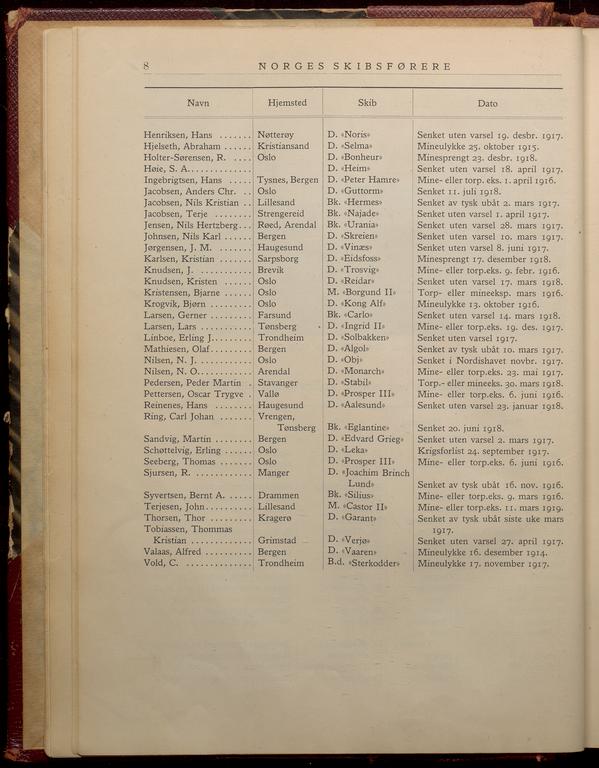 8 NORGES SKIBSFØRERE
Navn Hjemsted Skib Dato
Henriksen, Hans ....... Nøtterøy D. «Noris» Senket uten varsel 19. desbr. 1917.
Hjelseth, Abraham ...... Kristiansand D. «Selma» Mineulykke 25. oktober 1915.
Holter-Sørensen, R. .... Oslo D. «Bonheur» Minesprengt 23. desbr. 1918.
Høie, S. A. ............. D. «Heim» Senket uten varsel 18. april 1917.
Ingebrigtsen, Hans ..... Tysnes, Bergen D. «Peter Hamre» Mine- eller torp. eks. 1. april 1916.
Jacobsen, Anders Chr. .. Oslo D. «Guttorm» Senket 11. juli 1918.
Jacobsen, Nils Kristian .. Lillesand Bk. «Hermes» Senket av tysk ubåt 2. mars 1917.
Jacobsen, Terje ....... Strengereid Bk. «Najade» Senket uten varsel 1. april 1917.
Jensen, Nils Hertzberg... Røed, Arendal Bk. «Urania» Senket uten varsel 28. mars 1917.
Johnsen, Nils Karl ..... Bergen D. «Skreien» Senket uten varsel 10. mars 1917.
Jørgensen, J. M. ....... Haugesund D. «Vinæs» Senket uten varsel 8. juni 1917.
Karlsen, Kristian ....... Sarpsborg D. «Eidsfoss» Minesprengt 17. desember 1918.
Knudsen, J. ........... Brevik D. «Trosvig» Mine- eller torp.eks. 9. febr. 1916.
Knudsen, Kristen ...... Oslo D. «Reidar» Senket uten varsel 17. mars 1918.
Kristensen, Bjarne ...... Oslo M. «Borgund II» Torp- eller mineeksp. mars 1916.
Krogvik, Bjørn ........ Oslo D. «Kong Alf» Mineulykke 13. oktober 1916.
Larsen, Gerner ........ Farsund Bk. «Carlo» Senket uten varsel 14. mars 1918.
Larsen, Lars .......... Tønsberg D. «Ingrid II» Mine- eller torp.eks. 19. des. 1917.
Linboe, Erling J........ Trondheim D. «Solbakken» Senket uten varsel 1917.
Mathiesen, Olaf........ Bergen D. «Algol» Senket av tysk ubåt 10. mars 1917.
Nilsen, N. J. .......... Oslo D. «Obj» Senket i Nordishavet novbr. 1917.
Nilsen, N. O........... Arendal D. «Monarch» Mine- eller torp.eks. 23. mai 1917.
Pedersen, Peder Martin . Stavanger D. «Stabil» Torp.- eller mineeks. 30. mars 1918.
Pettersen, Oscar Trygve . Vallø D. «Prosper III» Mine- eller torp.eks. 6. juni 1916.
Reinenes, Hans ........ Haugesund D. «Aalesund» Senket uten varsel 23. januar 1918.
Ring, Carl Johan ....... Vrengen,
Tønsberg Bk. «Eglantine» Senket 20. juni 1918.
Sandvig, Martin ........ Bergen D. «Edvard Grieg» Senket uten varsel 2. mars 1917.
Schøttelvig, Erling ..... Oslo D. «Leka» Krigsforlist 24. september 1917.
Seeberg, Thomas ...... Oslo D. «Prosper III» Mine- eller torp.eks. 6. juni 1916.
Sjursen, R. ............ Manger D. «Joachim Brinch
Lund» Senket av tysk ubåt 16. nov. 1916.
Syvertsen, Bernt A. ..... Drammen Bk. «Silius» Mine- eller torp.eks. 9. mars 1916.
Terjesen, John......... Lillesand M. «Castor II» Mine- eller torp.eks. 11. mars 1919.
Thorsen, Thor ......... Kragerø D. «Garant» Senket av tysk ubåt siste uke mars
1917.
Tobiassen, Thommas
Kristian ............ Grimstad D. «Verjø» Senket uten varsel 27. april 1917.
Valaas, Alfred ......... Bergen D. «Vaaren» Mineulykke 16. desember 1914.
Vold, C. .............. Trondheim B.d. «Sterkodder» Mineulykke 17. november 1917.